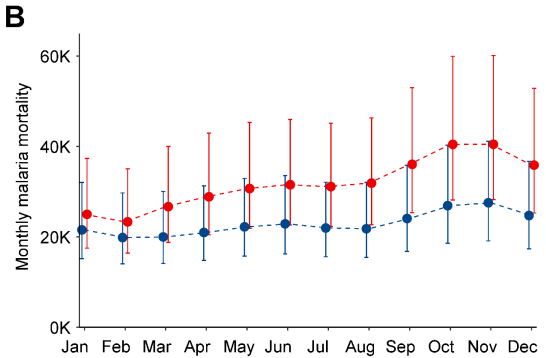 B
Monthly malaria mortality
60K
40K
20K
0K
Jan Feb Mar Apr May Jun Jul Aug Sep Oct Nov Dec